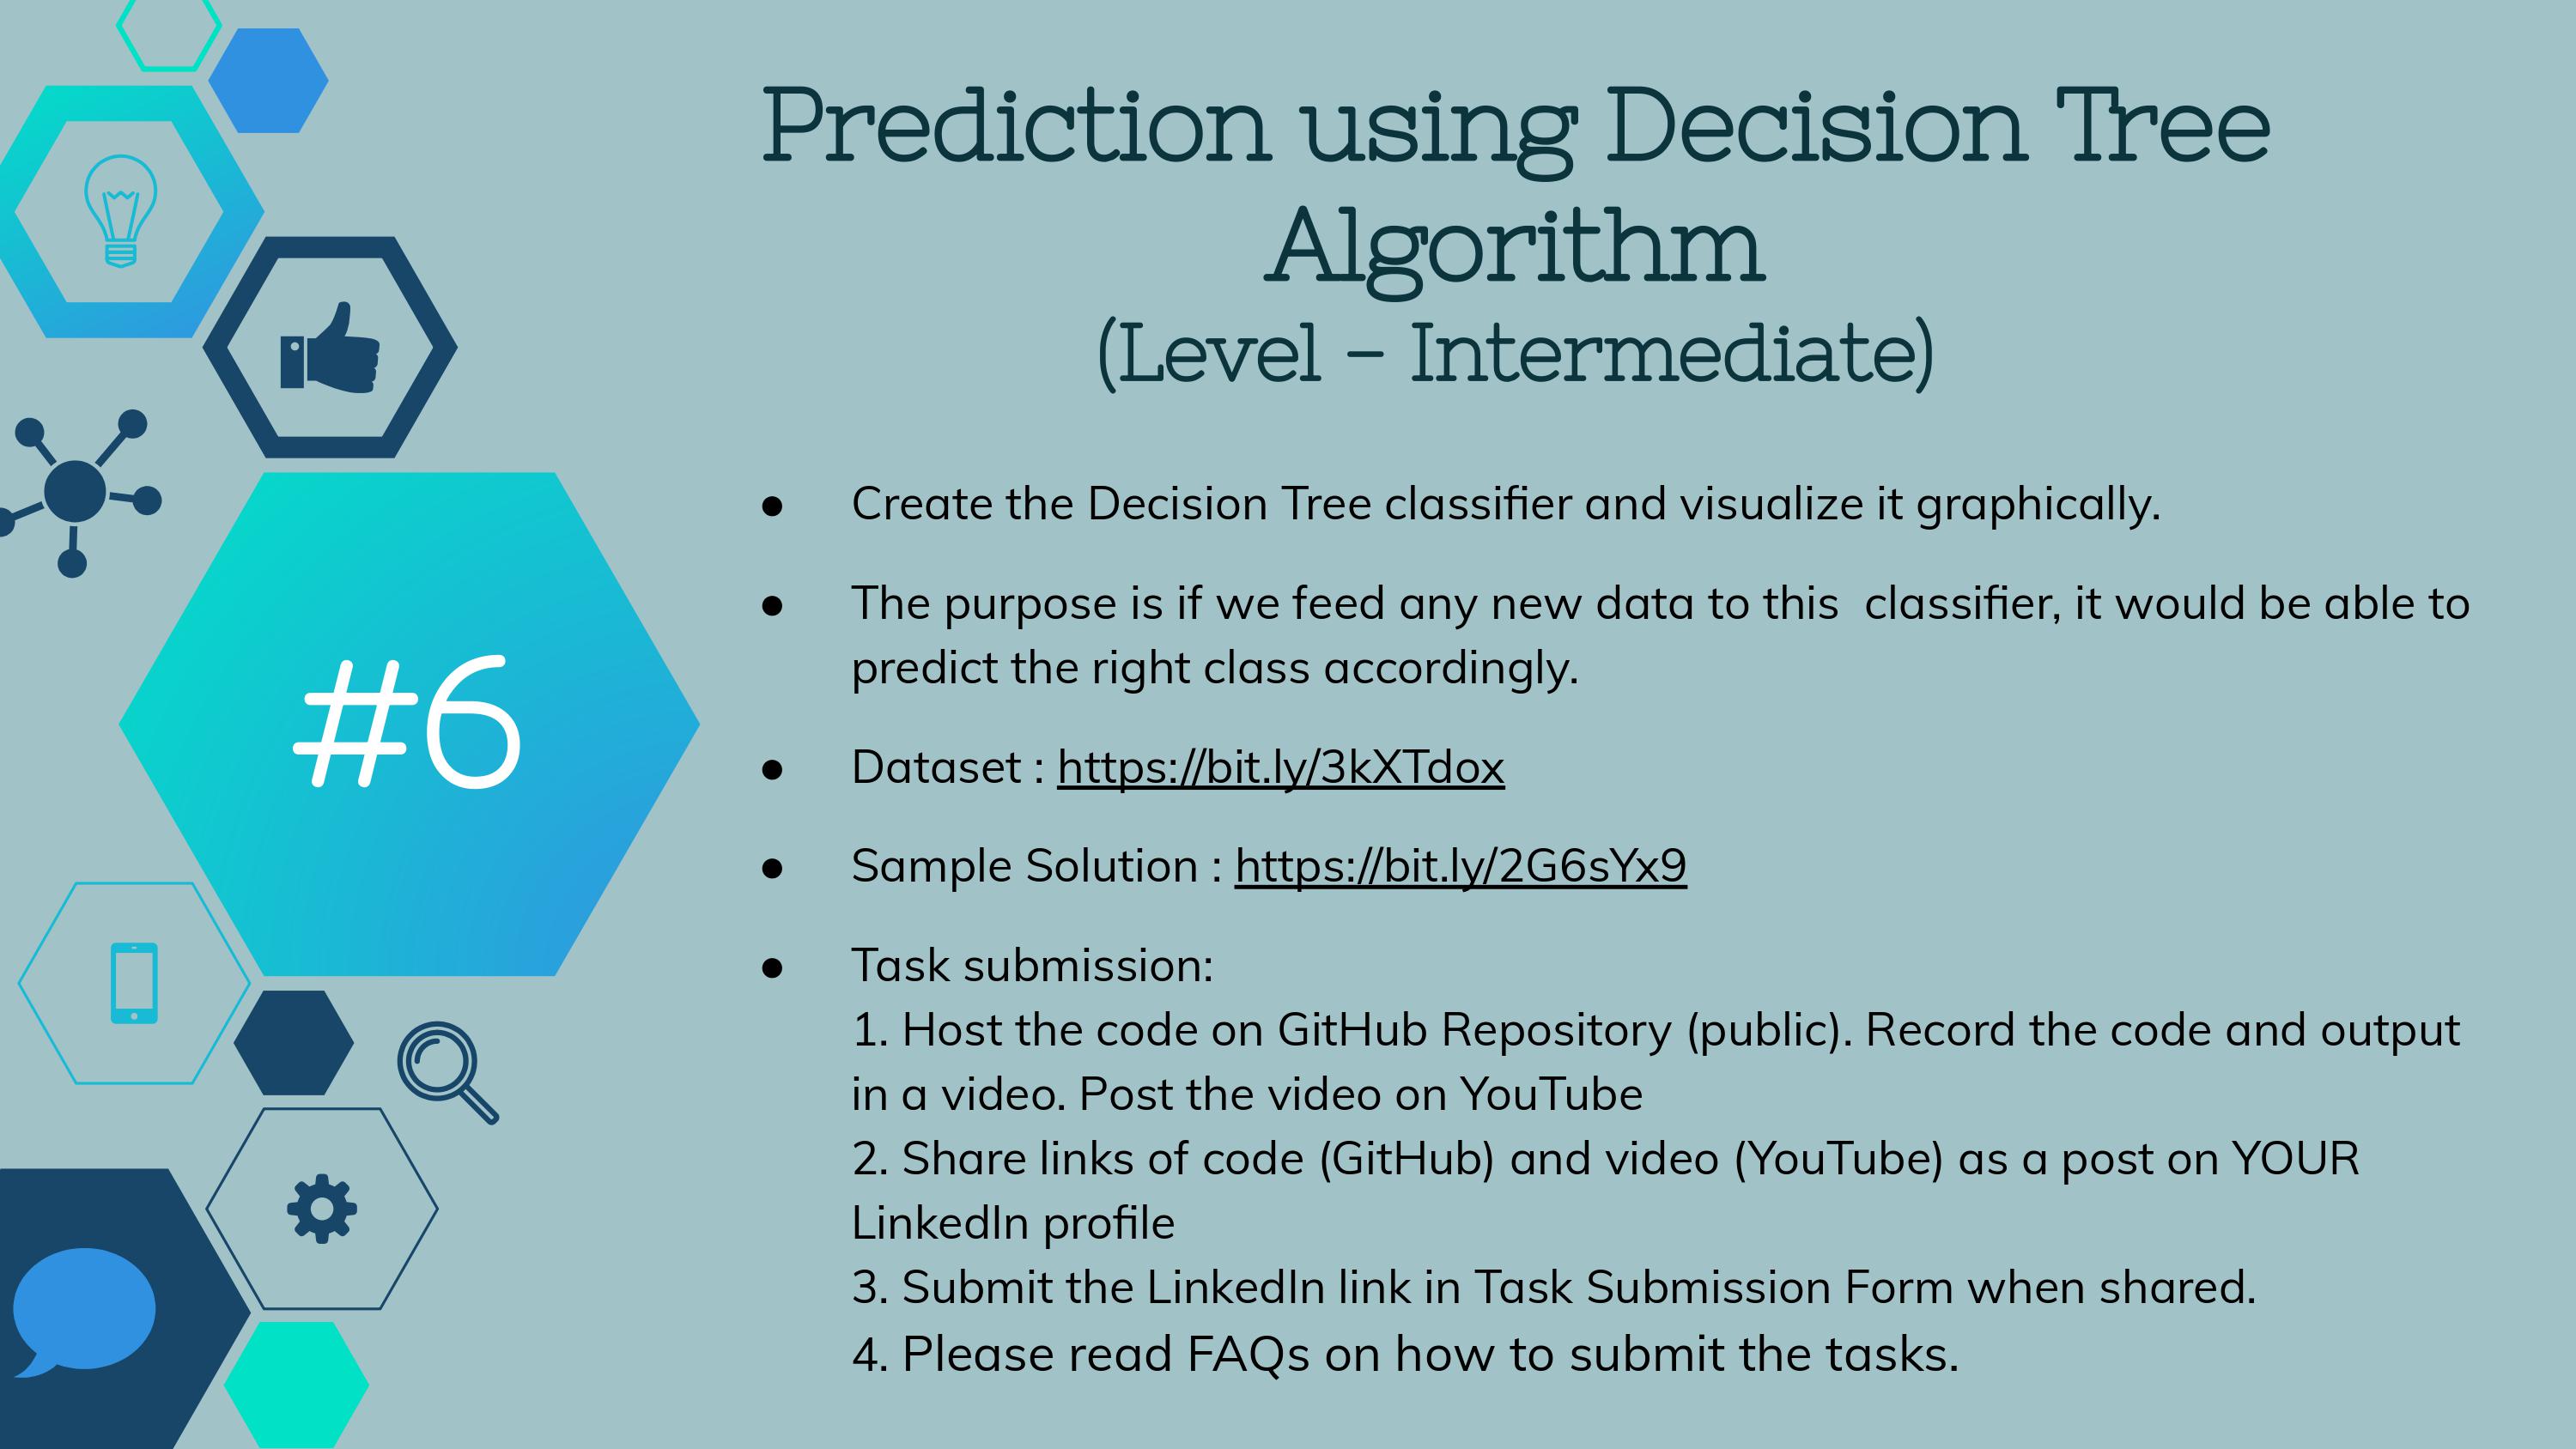 Prediction using Decision Tree
Algorithm
(Level - Intermediate)
#6
● Create the Decision Tree classifier and visualize it graphically.
● The purpose is if we feed any new data to this  classifier, it would be able to
predict the right class accordingly.
● Dataset : https://bit.ly/3kXTdox
● Sample Solution : https://bit.ly/2G6sYx9
● Task submission:
1. Host the code on GitHub Repository (public). Record the code and output
in a video. Post the video on YouTube
2. Share links of code (GitHub) and video (YouTube) as a post on YOUR
LinkedIn profile
3. Submit the LinkedIn link in Task Submission Form when shared.
4. Please read FAQs on how to submit the tasks.